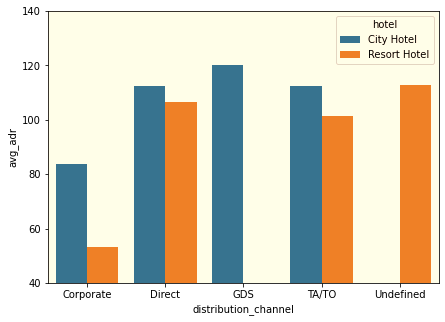 140
120
100
80
60
40
avg_adr
hotel
City Hotel
Resort Hotel
Corporate Direct GDS TA/TO Undefined
distribution_channel